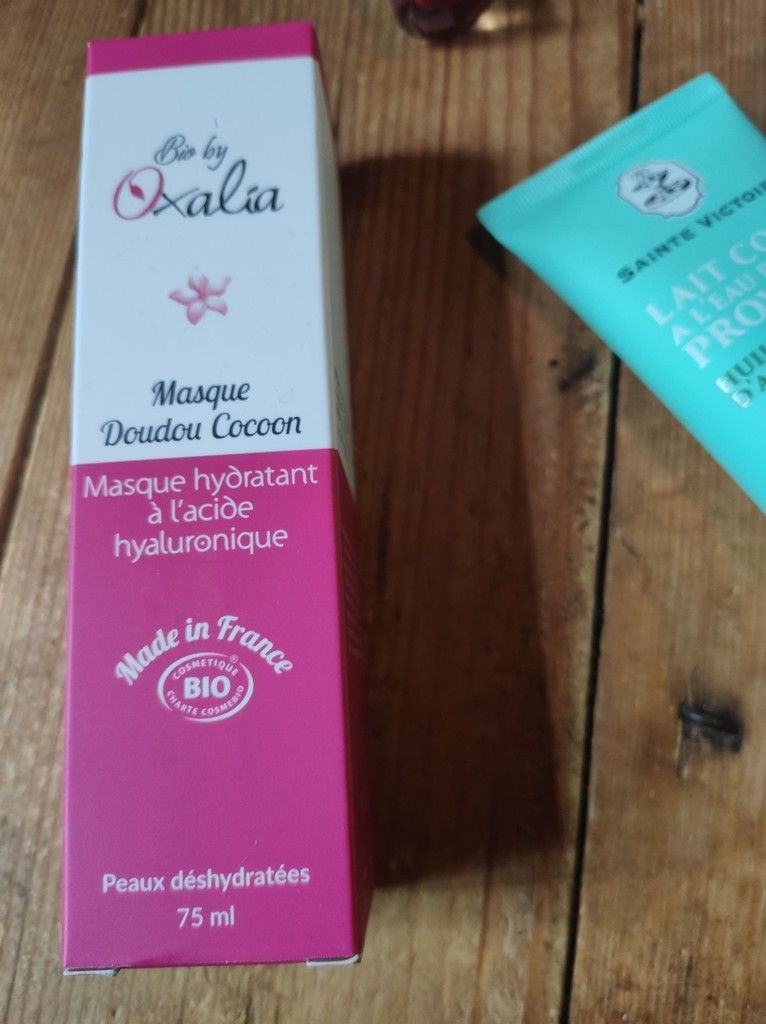 Bio by
Oxalia
Masque
Doudou Cocoon
Masque hydratant
à l'acide
hyaluronique
Made in France
COSMETIQUE
BIO
CHARTE COSMEBIO
Peaux déshydratées
75 ml
SAINTE VICTOI
LAIT CO
A L'EAU
PRO
HUI
D'A